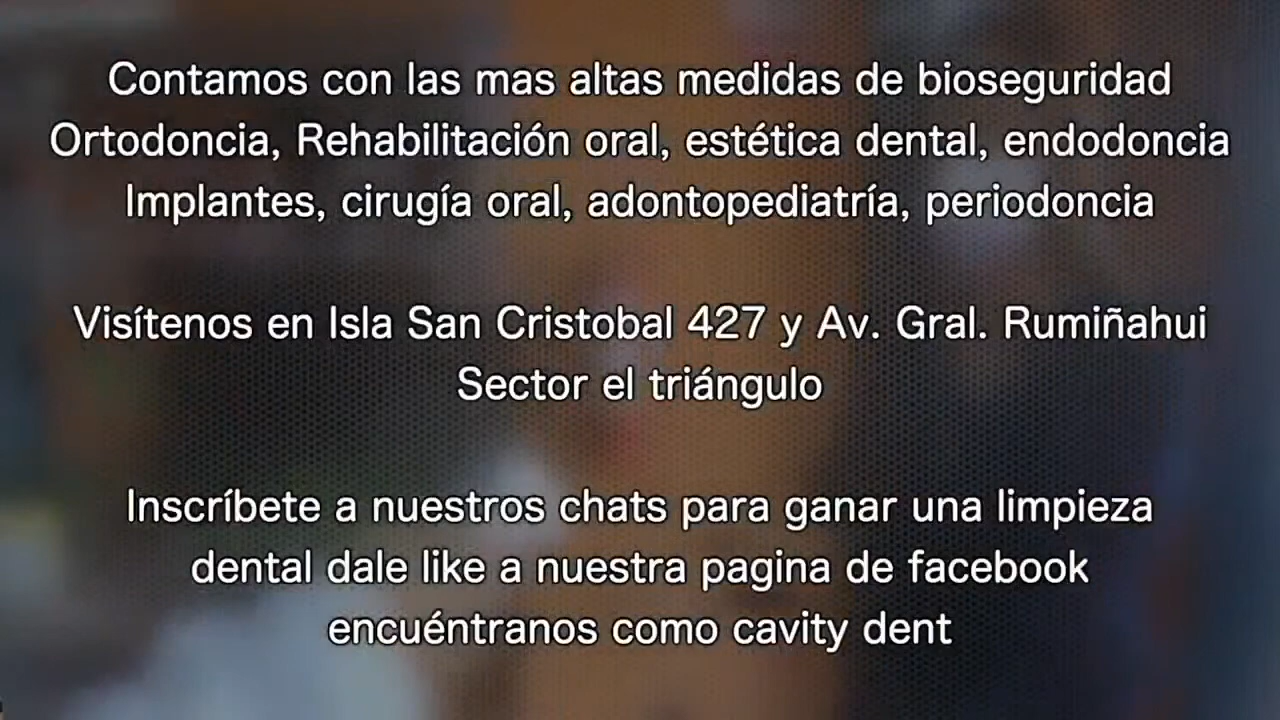 Contamos con las mas altas medidas de bioseguridad
Ortodoncia, Rehabilitación oral, estética dental, endodoncia
Implantes, cirugía oral, adontopediatría, periodoncia
Visítenos en Isla San Cristobal 427 y Av. Gral. Rumiñahui
Sector el triángulo
Inscríbete a nuestros chats para ganar una limpieza
dental dale like a nuestra pagina de facebook
encuéntranos como cavity dent